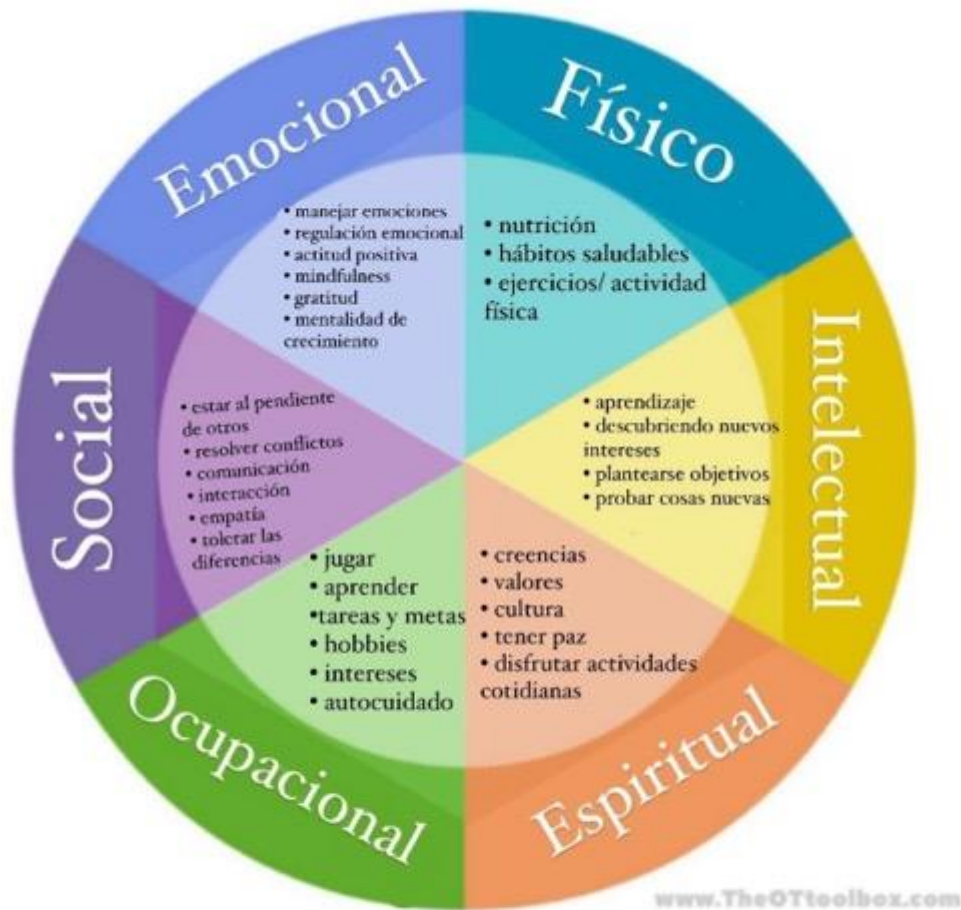 Emocional
• manejar emociones
• regulación emocional
• actitud positiva
• mindfulness
• gratitud
• mentalidad de
crecimiento
Físico
• nutrición
• hábitos saludables
• ejercicios/ actividad
física
Intelectual
• aprendizaje
• descubriendo nuevos
intereses
• plantearse objetivos
• probar cosas nuevas
Espiritual
• creencias
• valores
• cultura
• tener paz
• disfrutar actividades
cotidianas
Ocupacional
• jugar
• aprender
•tareas y metas
• hobbies
• intereses
• autocuidado
Social
• estar al pendiente
de otros
• resolver conflictos
• comunicación
• interacción
• empatía
• tolerar las
diferencias
www.TheOTtoolbox.com